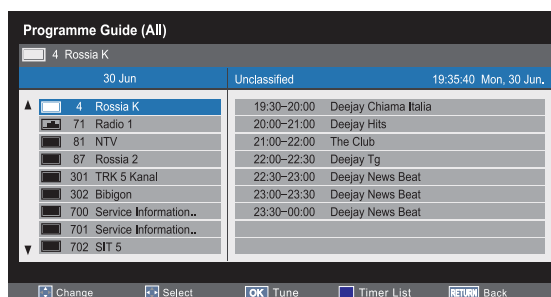 Programme Guide (All)
4 Rossia K
30 Jun Unclassified 19:35:40 Mon, 30 Jun.
4 Rossia K 19:30–20:00 Deejay Chiama Italia
71 Radio 1 20:00–21:00 Deejay Hits
81 NTV 21:00–22:00 The Club
87 Rossia 2 22:00–22:30 Deejay Tg
301 TRK 5 Kanal 22:30–23:00 Deejay News Beat
302 Bibigon 23:00–23:30 Deejay News Beat
700 Service Information.. 23:30–00:00 Deejay News Beat
701 Service Information..
702 SIT 5
Change Select OK Tune Timer List RETURN Back